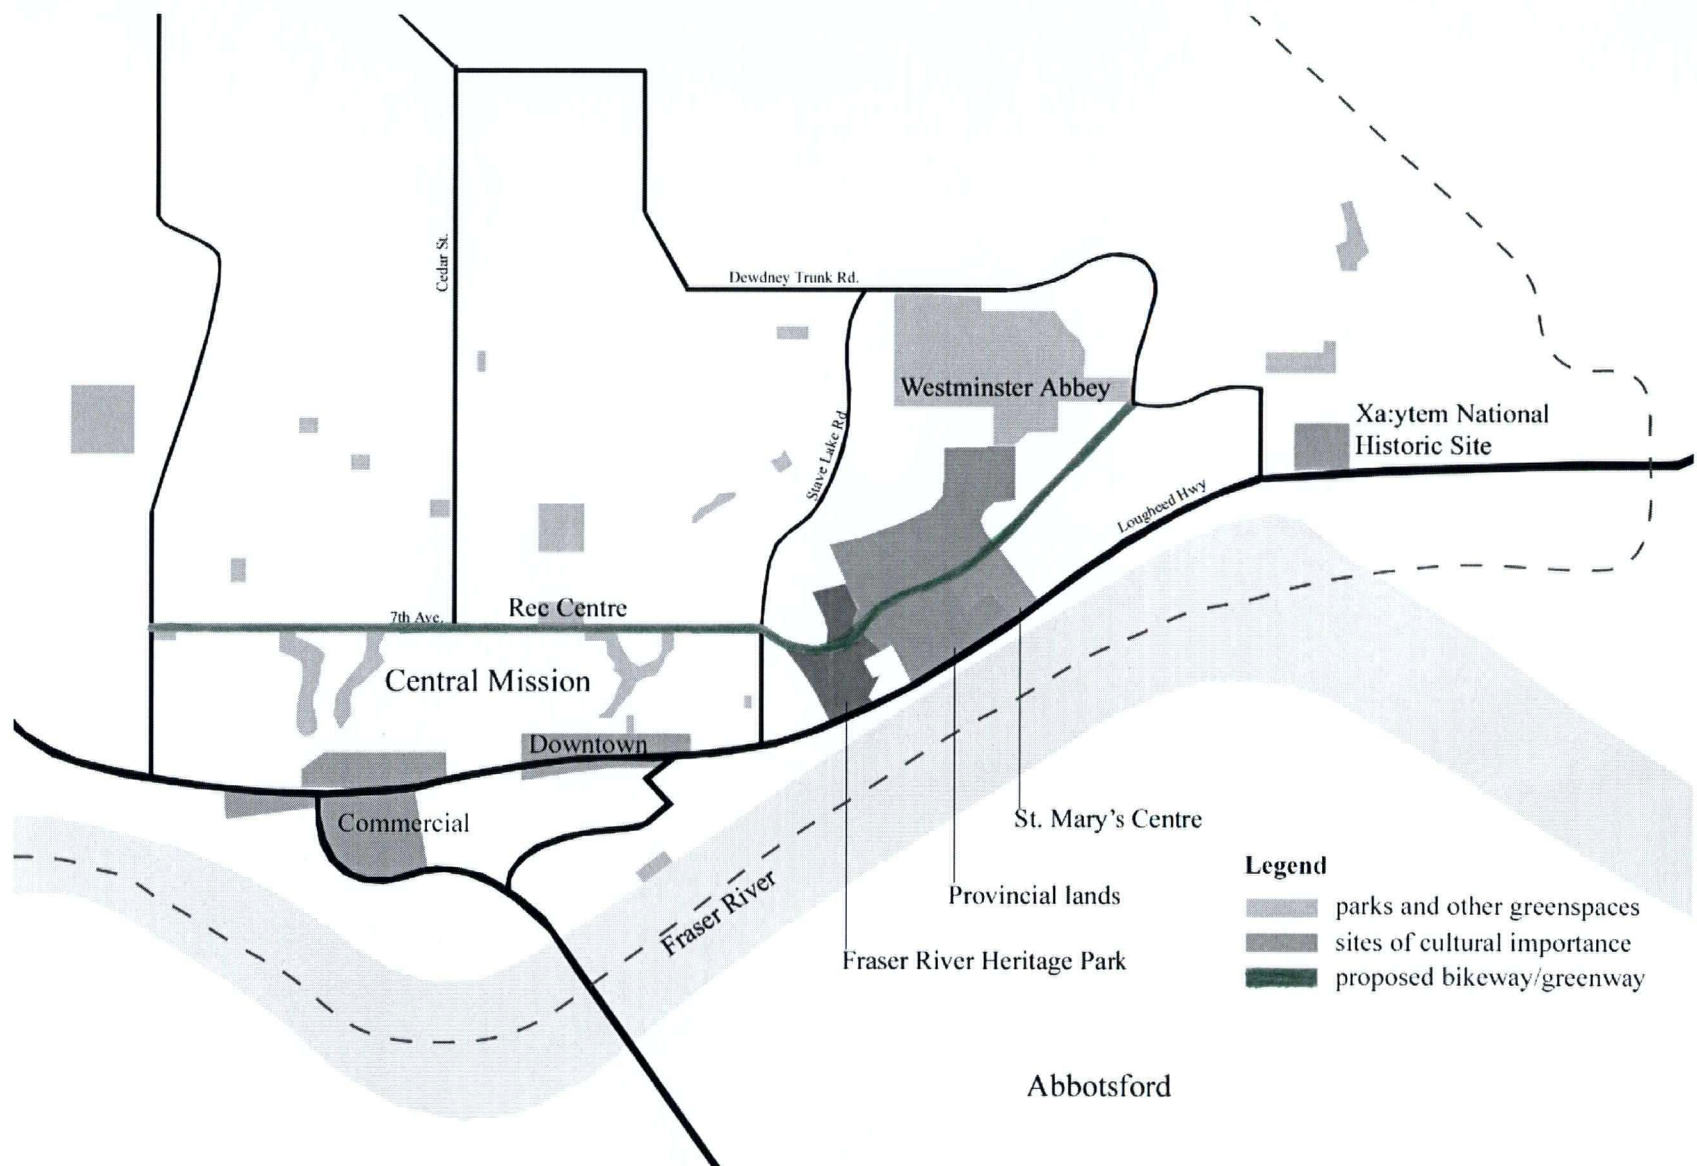 Cedar St.
Dewdney Trunk Rd.
Westminster Abbey
Xa:ytem National
Historic Site
Stave Lake Rd
Lougheed Hwy
7th Ave.
Rec Centre
Central Mission
Downtown
Commercial
St. Mary's Centre
Provincial lands
Fraser River
Fraser River Heritage Park
Legend
parks and other greenspaces
sites of cultural importance
proposed bikeway/greenway
Abbotsford